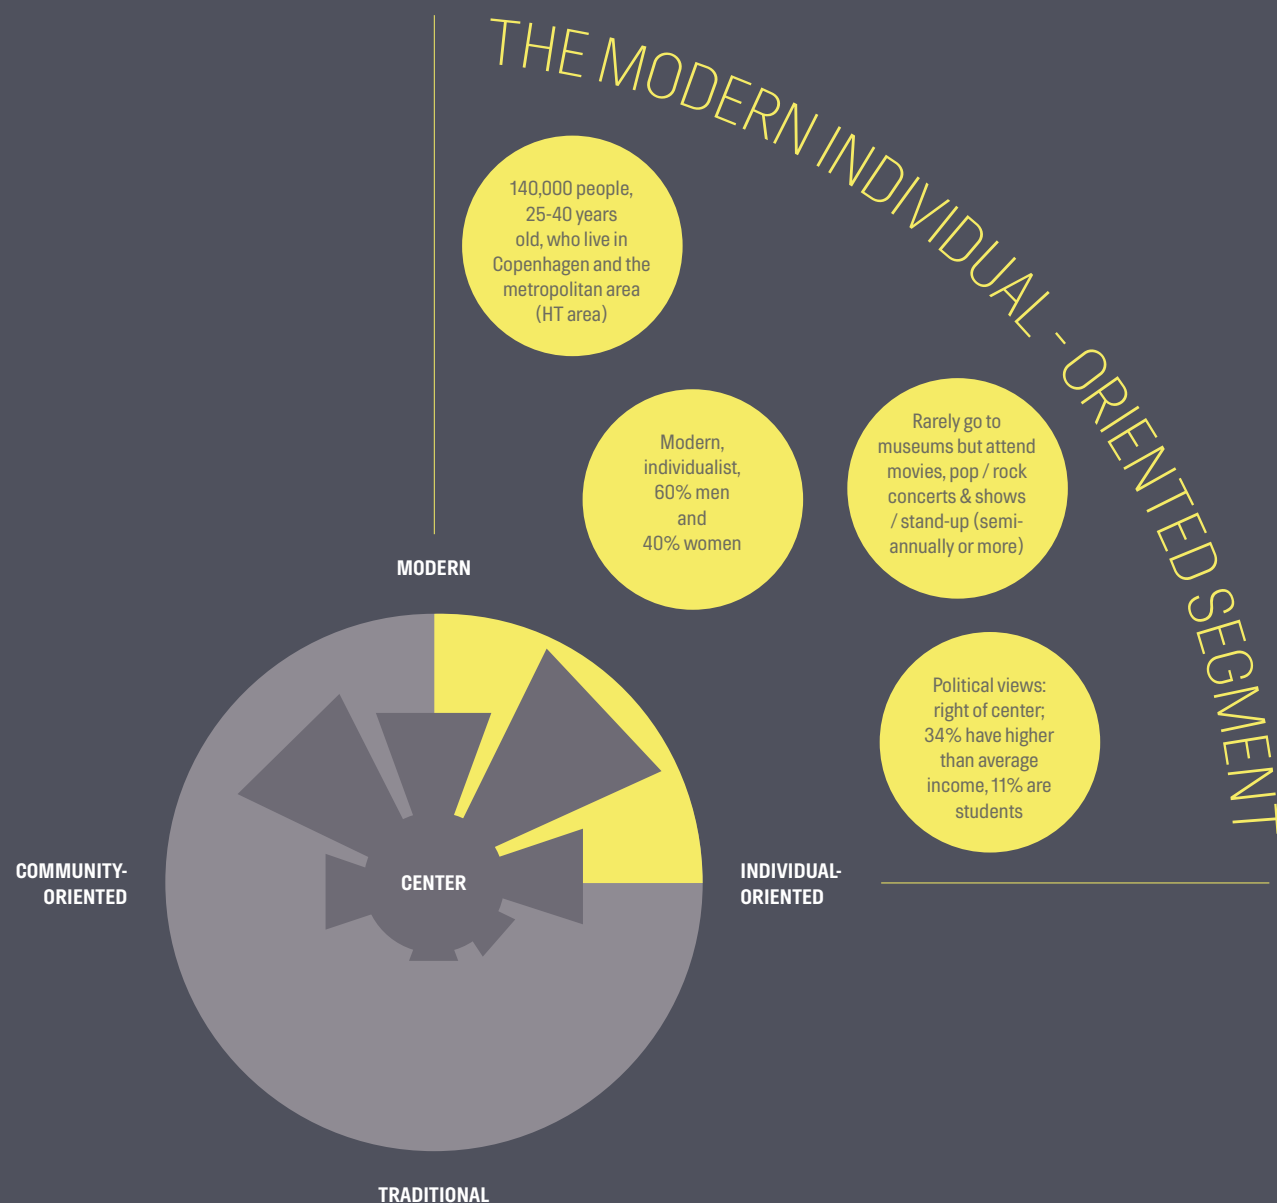 THE MODERN INDIVIDUAL - ORIENTED SEGMENT
140,000 people,
25-40 years
old, who live in
Copenhagen and the
metropolitan area
(HT area)
Modern,
individualist,
60% men
and
40% women
Rarely go to
museums but attend
movies, pop / rock
concerts & shows
/ stand-up (semi-
annually or more)
Political views:
right of center;
34% have higher
than average
income, 11% are
students
MODERN
COMMUNITY-
ORIENTED
CENTER
INDIVIDUAL-
ORIENTED
TRADITIONAL